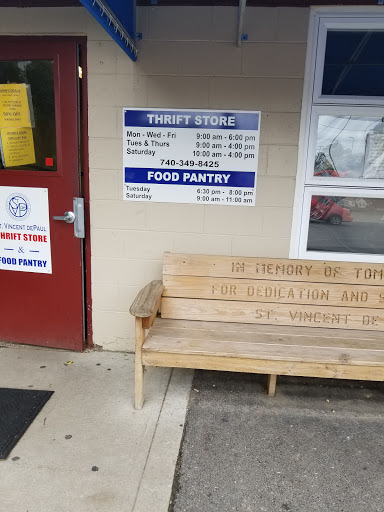 THRIFT STORE
Mon - Wed - Fri 9:00 am - 6:00 pm
Tues & Thurs 9:00 am - 4:00 pm
Saturday 10:00 am - 4:00 pm
740-349-8425
FOOD PANTRY
Tuesday 6:30 pm - 8:00 pm
Saturday 9:00 am - 11:00 am
VINCENT DEPAUL
THRIFT STORE
&
FOOD PANTRY
IN MEMORY OF TOM
FOR DEDICATION AND
ST. VINCENT DE